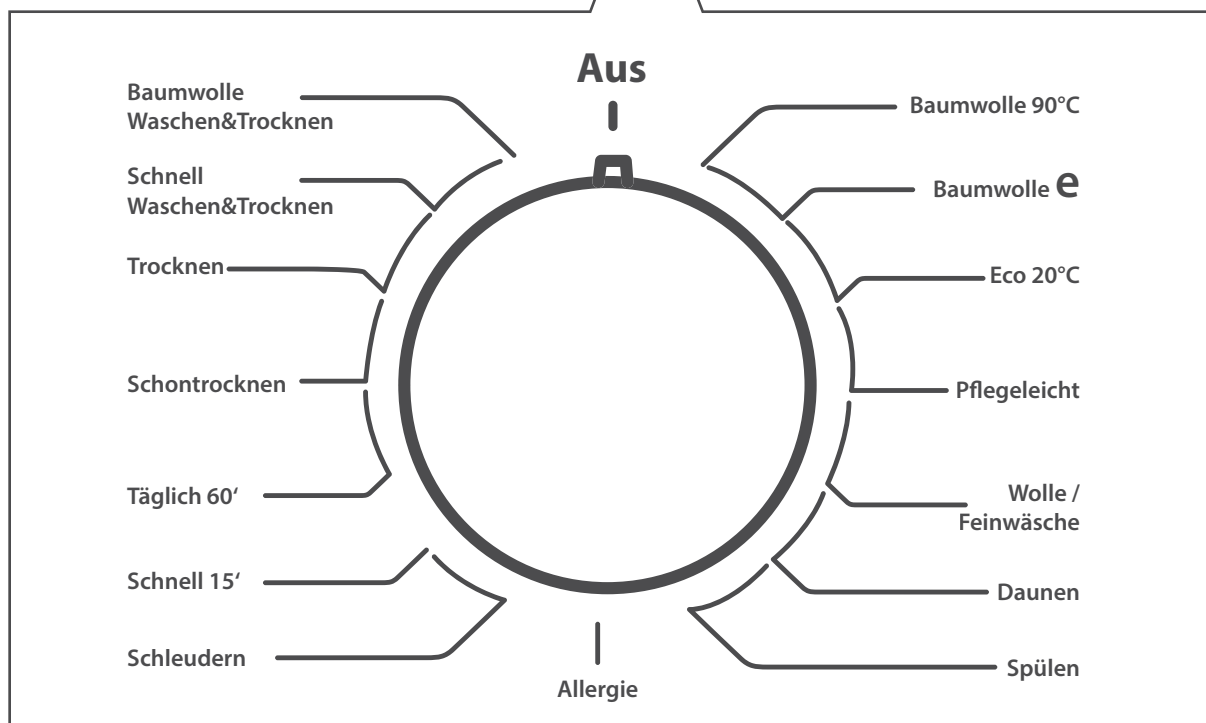 Aus
Baumwolle
Waschen&Trocknen
Schnell
Waschen&Trocknen
Trocknen
Schontrocknen
Täglich 60‘
Schnell 15‘
Schleudern
Allergie
Baumwolle 90°C
Baumwolle e
Eco 20°C
Pflegeleicht
Wolle /
Feinwäsche
Daunen
Spülen